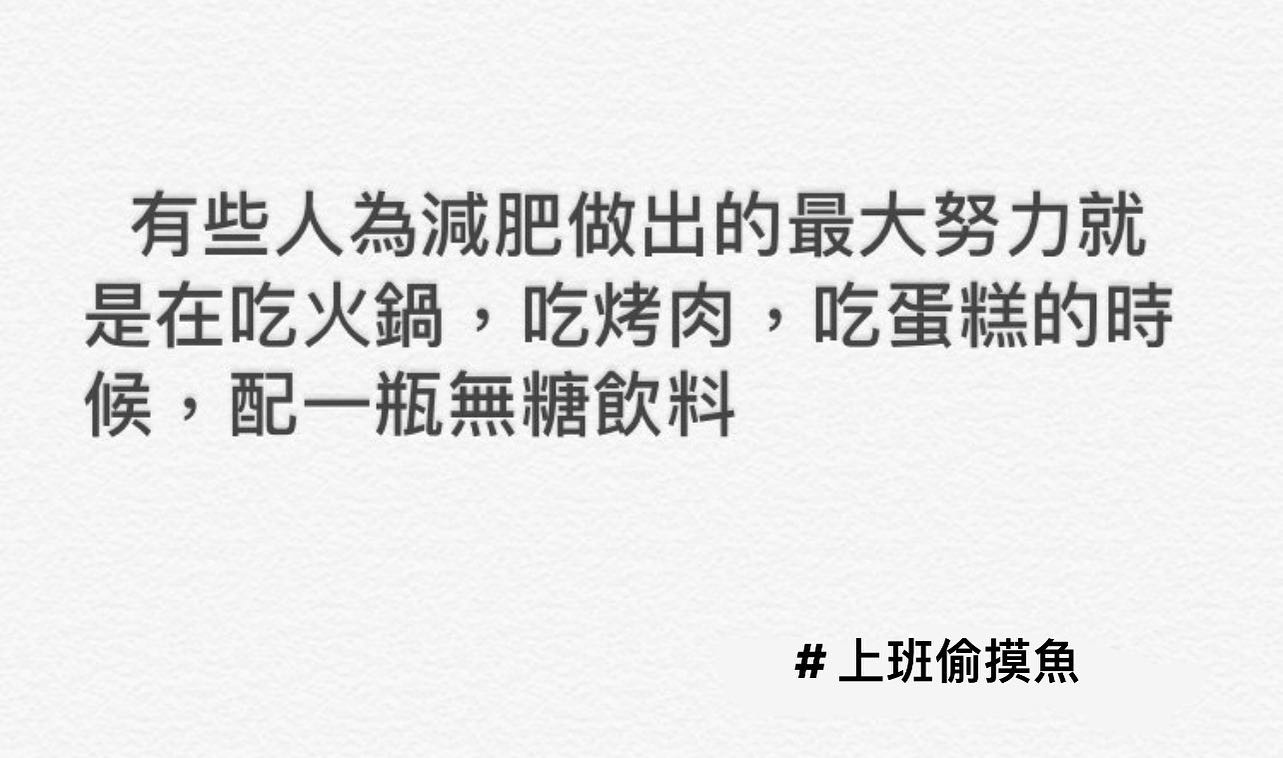 有些人為減肥做出的最大努力就
是在吃火鍋，吃烤肉，吃蛋糕的時
候，配一瓶無糖飲料
# 上班偷摸魚